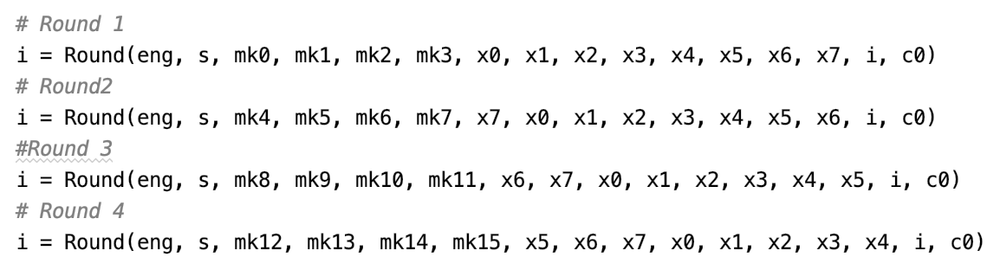 # Round 1
i = Round(eng, s, mk0, mk1, mk2, mk3, x0, x1, x2, x3, x4, x5, x6, x7, i, c0)
# Round2
i = Round(eng, s, mk4, mk5, mk6, mk7, x7, x0, x1, x2, x3, x4, x5, x6, i, c0)
#Round 3
i = Round(eng, s, mk8, mk9, mk10, mk11, x6, x7, x0, x1, x2, x3, x4, x5, i, c0)
# Round 4
i = Round(eng, s, mk12, mk13, mk14, mk15, x5, x6, x7, x0, x1, x2, x3, x4, i, c0)